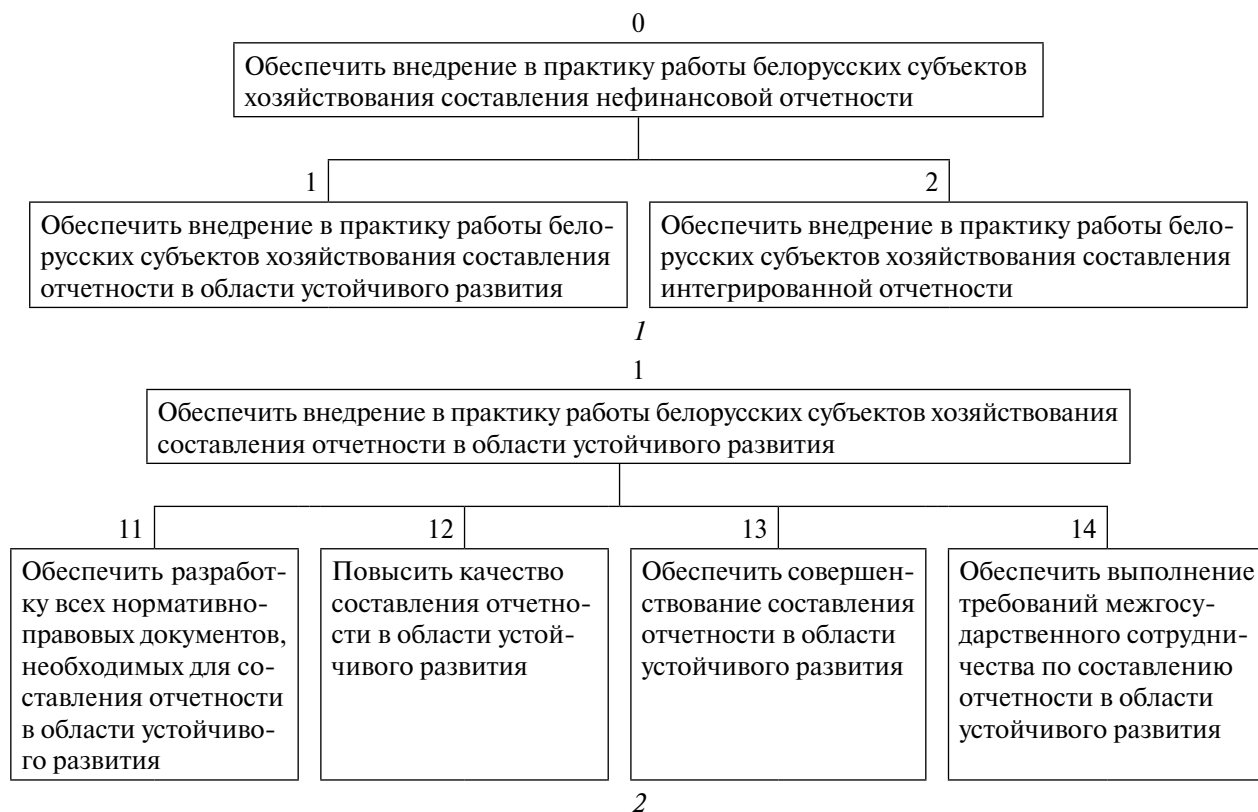 0
Обеспечить внедрение в практику работы белорусских субъектов
хозяйствования составления нефинансовой отчетности
1
Обеспечить внедрение в практику работы бело-
русских субъектов хозяйствования составления
отчетности в области устойчивого развития
2
Обеспечить внедрение в практику работы бело-
русских субъектов хозяйствования составления
интегрированной отчетности
1
1
Обеспечить внедрение в практику работы белорусских субъектов хозяйствования
составления отчетности в области устойчивого развития
11
Обеспечить разработ-
ку всех нормативно-
правовых документов,
необходимых для со-
ставления отчетности
в области устойчиво-
го развития
12
Повысить качество
составления отчетно-
сти в области устой-
чивого развития
13
Обеспечить совершен-
ствование составления
отчетности в области
устойчивого развития
14
Обеспечить выполнение
требований межгосу-
дарственного сотрудни-
чества по составлению
отчетности в области
устойчивого развития
2